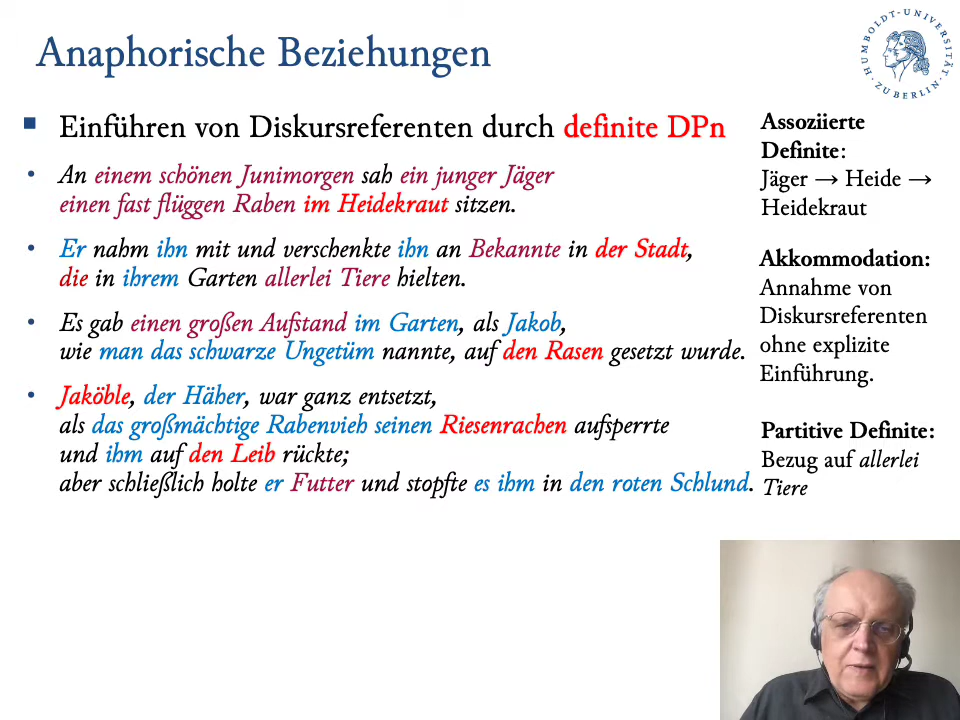 Anaphorische Beziehungen
HUMBOLDT-UNIVERSITÄT
ZU BERLIN
Einführen von Diskursreferenten durch definite DPn
• An einem schönen Junimorgen sah ein junger Jäger
einen fast flüggen Raben im Heidekraut sitzen.
• Er nahm ihn mit und verschenkte ihn an Bekannte in der Stadt,
die in ihrem Garten allerlei Tiere hielten.
• Es gab einen großen Aufstand im Garten, als Jakob,
wie man das schwarze Ungetüm nannte, auf den Rasen gesetzt wurde.
• Jaköble, der Häher, war ganz entsetzt,
als das großmächtige Rabenvieh seinen Riesenrachen aufsperrte
und ihm auf den Leib rückte;
aber schließlich holte er Futter und stopfte es ihm in den roten Schlund.
Assoziierte
Definite:
Jäger → Heide →
Heidekraut
Akkommodation:
Annahme von
Diskursreferenten
ohne explizite
Einführung.
Partitive Definite:
Bezug auf allerlei
Tiere